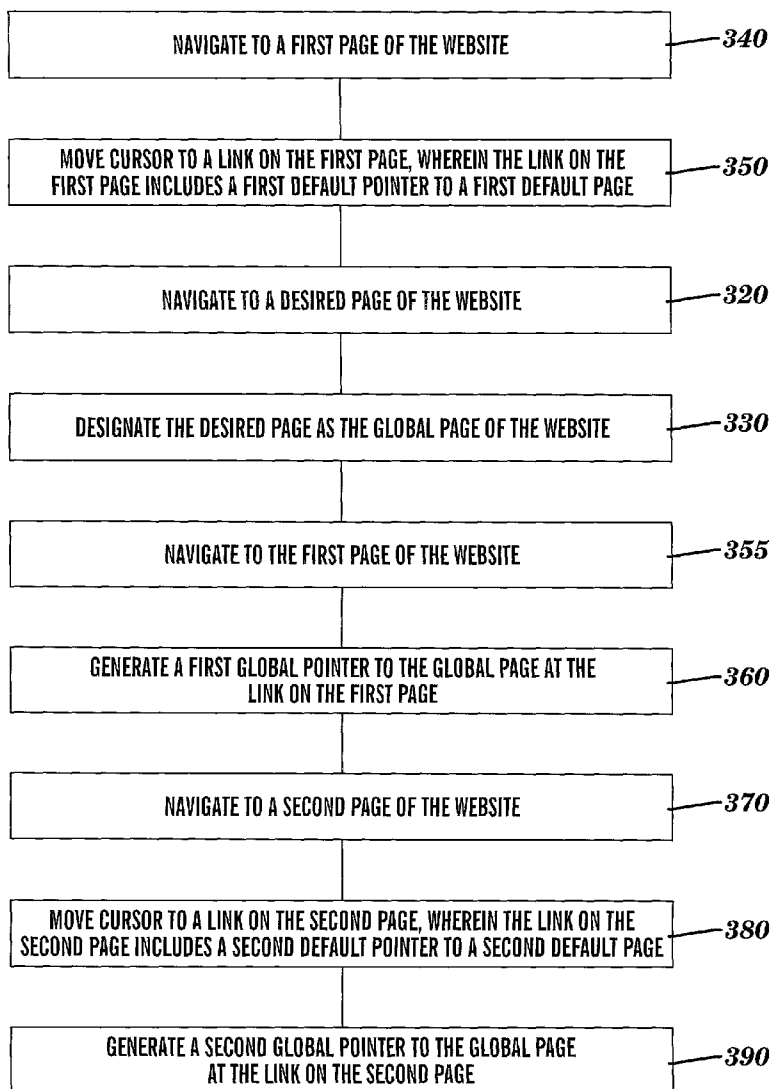 NAVIGATE TO A FIRST PAGE OF THE WEBSITE
340
MOVE CURSOR TO A LINK ON THE FIRST PAGE, WHEREIN THE LINK ON THE
FIRST PAGE INCLUDES A FIRST DEFAULT POINTER TO A FIRST DEFAULT PAGE
350
NAVIGATE TO A DESIRED PAGE OF THE WEBSITE
320
DESIGNATE THE DESIRED PAGE AS THE GLOBAL PAGE OF THE WEBSITE
330
NAVIGATE TO THE FIRST PAGE OF THE WEBSITE
355
GENERATE A FIRST GLOBAL POINTER TO THE GLOBAL PAGE AT THE
LINK ON THE FIRST PAGE
360
NAVIGATE TO A SECOND PAGE OF THE WEBSITE
370
MOVE CURSOR TO A LINK ON THE SECOND PAGE, WHEREIN THE LINK ON THE
SECOND PAGE INCLUDES A SECOND DEFAULT POINTER TO A SECOND DEFAULT PAGE
380
GENERATE A SECOND GLOBAL POINTER TO THE GLOBAL PAGE
AT THE LINK ON THE SECOND PAGE
390